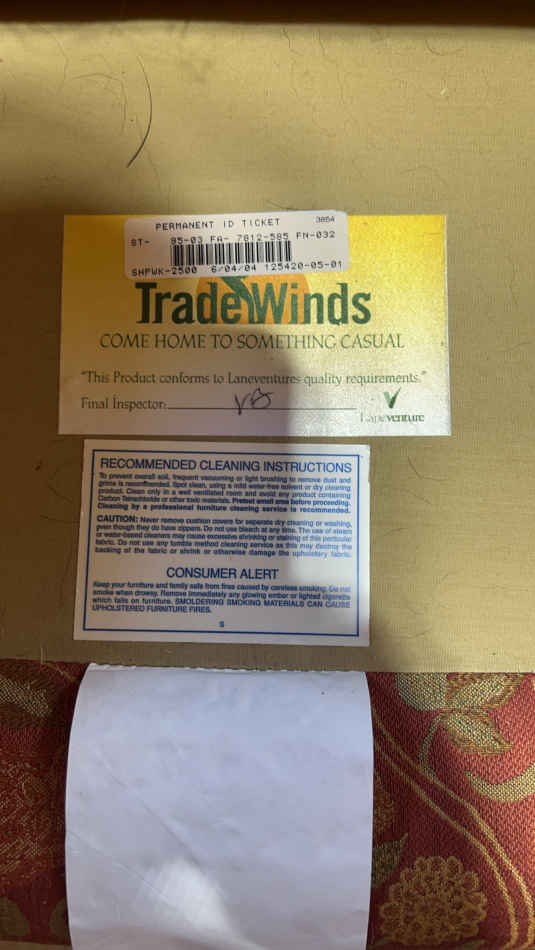 PERMANENT ID TICKET 3854
ST- 95-03 FA- 7612-585 FN-032
SHPWK-2500 6/04/04 125420-05-01
TradeWinds
COME HOME TO SOMETHING CASUAL
"This Product conforms to Laneventures quality requirements."
Final Inspector:
Laneventure
RECOMMENDED CLEANING INSTRUCTIONS
To prevent overall soil, frequent vacuuming or light brushing to remove dust and
grime is recommended. Spot clean, using a mild water-free solvent or dry cleaning
product. Clean only in a well ventilated room and avoid any product containing
Carbon Tetrachloride or other toxic materials. Pretest small area before proceeding.
Cleaning by a professional furniture cleaning service is recommended.
CAUTION: Never remove cushion covers for separate dry cleaning or washing,
even though they do have zippers. Do not use bleach at any time. The use of steam
or water-based cleaners may cause excessive shrinking or staining of this particular
fabric. Do not use any tumble method cleaning service as this may destroy the
backing of the fabric or shrink or otherwise damage the upholstery fabric.
CONSUMER ALERT
Keep your furniture and family safe from fires caused by careless smoking. Do not
smoke when drowsy. Remove immediately any glowing ember or lighted cigarette
which falls on furniture. SMOLDERING SMOKING MATERIALS CAN CAUSE
UPHOLSTERED FURNITURE FIRES.
S